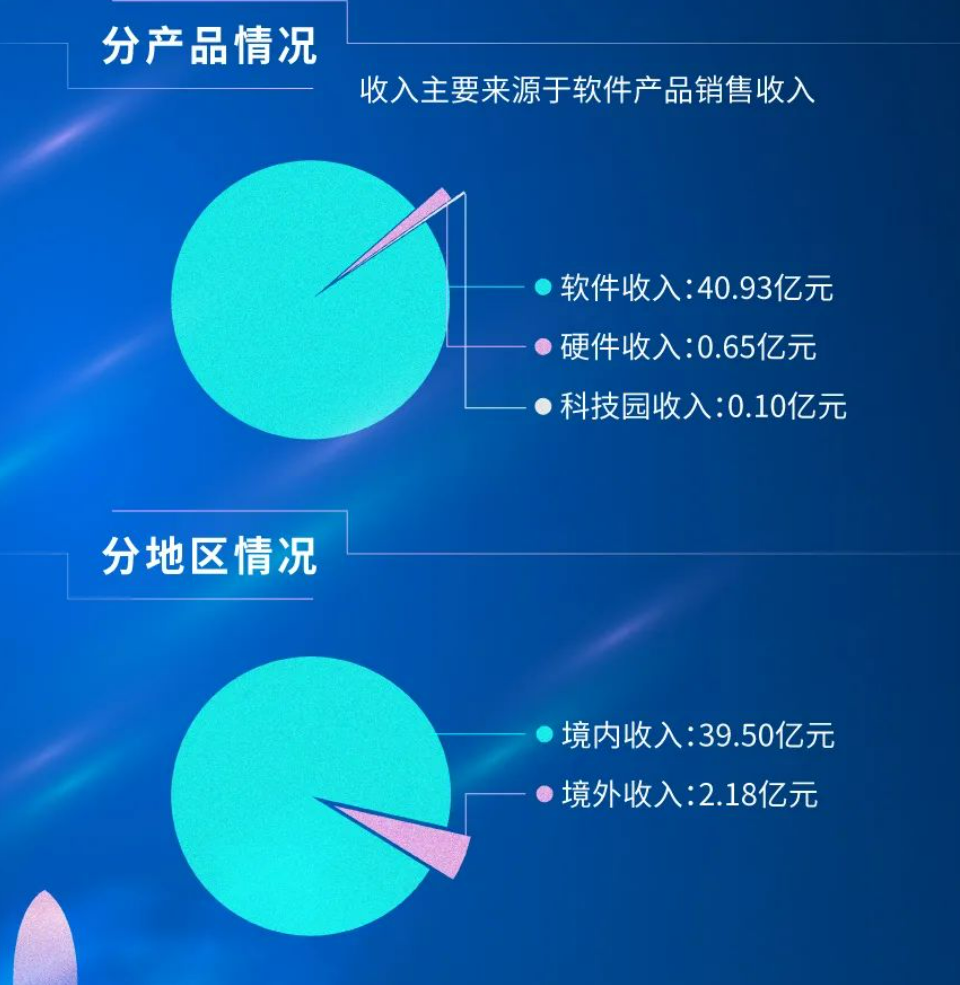 分产品情况
收入主要来源于软件产品销售收入
软件收入:40.93亿元
硬件收入:0.65亿元
科技园收入:0.10亿元
分地区情况
境内收入:39.50亿元
境外收入:2.18亿元